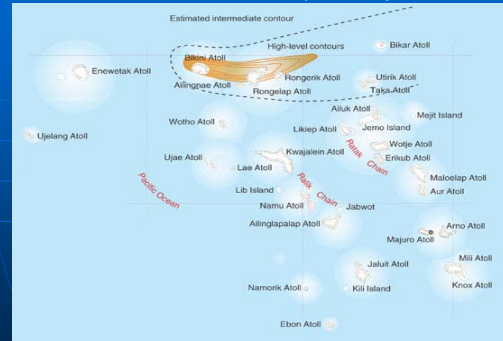 Estimated intermediate contour
High-level contours
Bikar Atoll
Bikini Atoll
Enewetak Atoll
Rongerik Atoll
Utirik Atoll
Ailingnae Atoll
Rongelap Atoll
Taka Atoll
Ailuk Atoll
Mejit Island
Wotho Atoll
Likiep Atoll
Jemo Island
Ujelang Atoll
Ratak Chain
Wotje Atoll
Kwajalein Atoll
Erikub Atoll
Ujae Atoll
Lae Atoll
Maloelap Atoll
Pacific Ocean
Lib Island
Ralik Chain
Aur Atoll
Namu Atoll
Jabwot
Ailinglapalap Atoll
Arno Atoll
Majuro Atoll
Jaluit Atoll
Mili Atoll
Namorik Atoll
Kili Island
Knox Atoll
Ebon Atoll